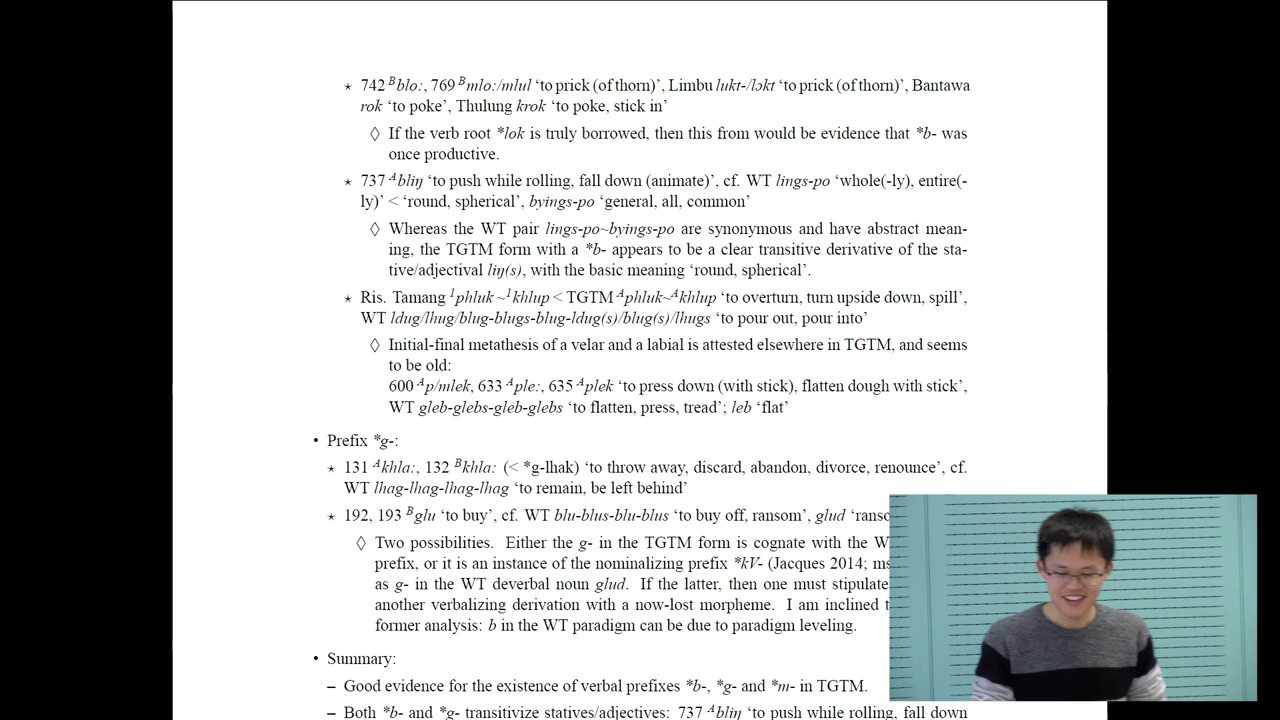 ⋆ 742 ᴮblo:, 769 ᴮmlo:/mlul ‘to prick (of thorn)’, Limbu lukt-/lɔkt ‘to prick (of thorn)’, Bantawa
rok ‘to poke’, Thulung krok ‘to poke, stick in’
◊ If the verb root *lok is truly borrowed, then this from would be evidence that *b- was
once productive.
⋆ 737 ᴬbliŋ ‘to push while rolling, fall down (animate)’, cf. WT lings-po ‘whole(-ly), entire(-
ly)’ < ‘round, spherical’, byings-po ‘general, all, common’
◊ Whereas the WT pair lings-po~byings-po are synonymous and have abstract mean-
ing, the TGTM form with a *b- appears to be a clear transitive derivative of the sta-
tive/adjectival liŋ(s), with the basic meaning ‘round, spherical’.
⋆ Ris. Tamang ¹phluk ~¹khlup < TGTM ᴬphluk~ᴬkhlup ‘to overturn, turn upside down, spill’,
WT ldug/lhug/blug-blugs-blug-ldug(s)/blug(s)/lhugs ‘to pour out, pour into’
◊ Initial-final metathesis of a velar and a labial is attested elsewhere in TGTM, and seems
to be old:
600 ᴬp/mlek, 633 ᴬple:, 635 ᴬplek ‘to press down (with stick), flatten dough with stick’,
WT gleb-glebs-gleb-glebs ‘to flatten, press, tread’; leb ‘flat’
• Prefix *g-:
⋆ 131 ᴬkhla:, 132 ᴮkhla: (< *g-lhak) ‘to throw away, discard, abandon, divorce, renounce’, cf.
WT lhag-lhag-lhag-lhag ‘to remain, be left behind’
⋆ 192, 193 ᴮglu ‘to buy’, cf. WT blu-blus-blu-blus ‘to buy off, ransom’, glud
◊ Two possibilities. Either the g- in the TGTM form is cognate with the
prefix, or it is an instance of the nominalizing prefix *kV- (Jacques 2014;
as g- in the WT deverbal noun glud. If the latter, then one must stipulate
another verbalizing derivation with a now-lost morpheme. I am inclined
former analysis: b in the WT paradigm can be due to paradigm leveling.
• Summary:
– Good evidence for the existence of verbal prefixes *b-, *g- and *m- in TGTM.
– Both *b- and *g- transitivize statives/adjectives: 737 ᴬbliŋ ‘to push while rolling, fall down